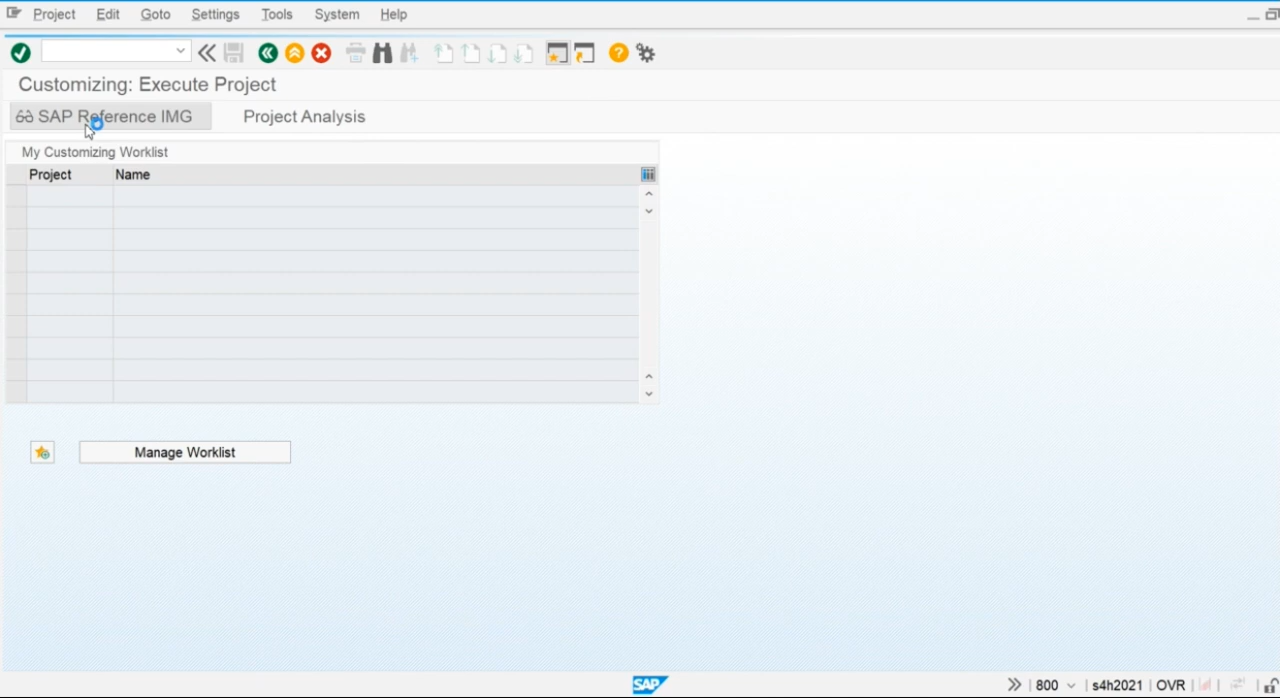 Project Edit Goto Settings Tools System Help
Customizing: Execute Project
SAP Reference IMG Project Analysis
My Customizing Worklist
Project Name
Manage Worklist
SAP 800 s4h2021 OVR